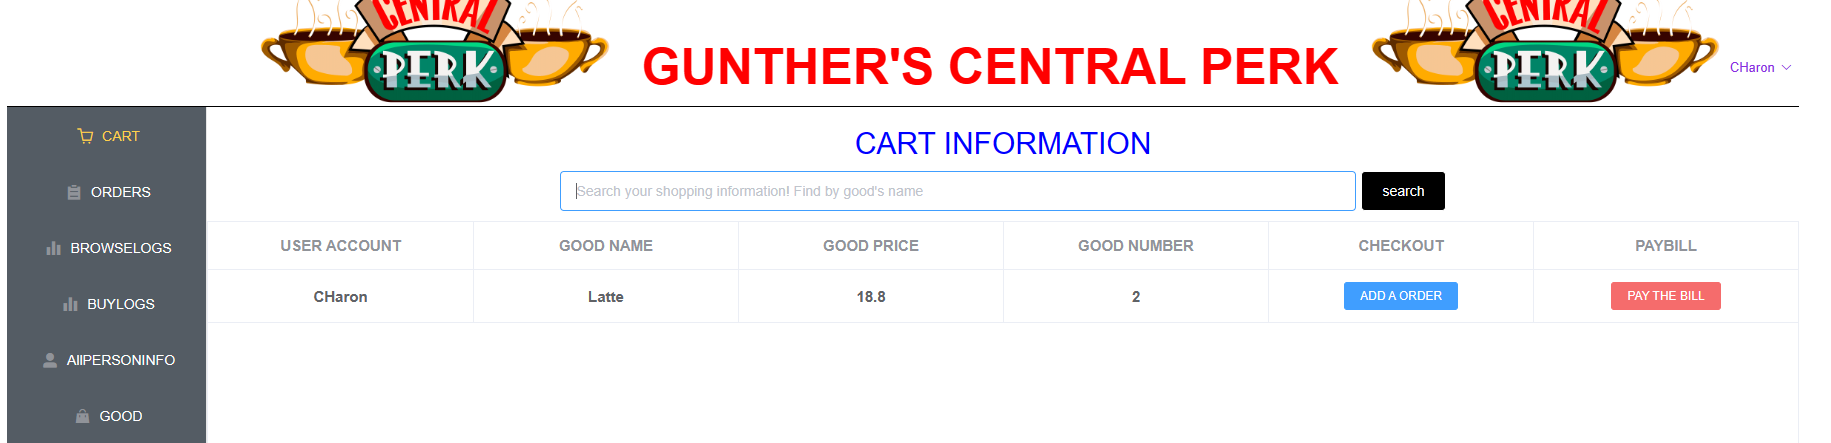 CENTRAL
PERK
GUNTHER'S CENTRAL PERK
CENTRAL
PERK
CHaron
CART
ORDERS
BROWSELOGS
BUYLOGS
AllPERSONINFO
GOOD
CART INFORMATION
Search your shopping information! Find by good's name
search
USER ACCOUNT GOOD NAME GOOD PRICE GOOD NUMBER CHECKOUT PAYBILL
CHaron Latte 18.8 2 ADD A ORDER PAY THE BILL